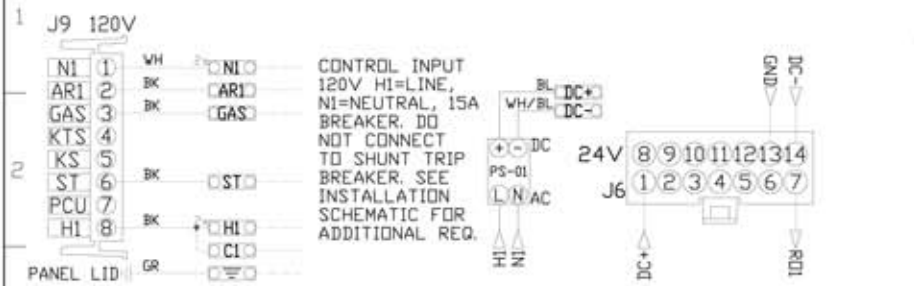 1
J9 120V
N1 1 WH 2 N1
AR1 2 BK AR1
GAS 3 BK GAS
KTS 4
KS 5
ST 6 BK ST
PCU 7
H1 8 BK 2 H1
C1
PANEL LID GR
2
CONTROL INPUT
120V H1=LINE,
N1=NEUTRAL, 15A
BREAKER. DO
NOT CONNECT
TO SHUNT TRIP
BREAKER. SEE
INSTALLATION
SCHEMATIC FOR
ADDITIONAL REQ.
BL DC+
WH/BL DC-
+ - DC
PS-01
L N AC
H1 N1
GND DC-
24V 8 9 10 11 12 13 14
J6 1 2 3 4 5 6 7
DC+ RD1